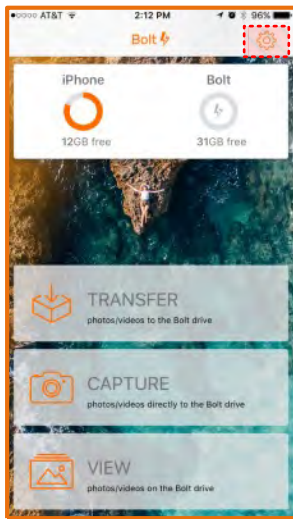 AT&T 2:12 PM 96%
Bolt
iPhone Bolt
12GB free 31GB free
TRANSFER
photos/videos to the Bolt drive
CAPTURE
photos/videos directly to the Bolt drive
VIEW
photos/videos on the Bolt drive